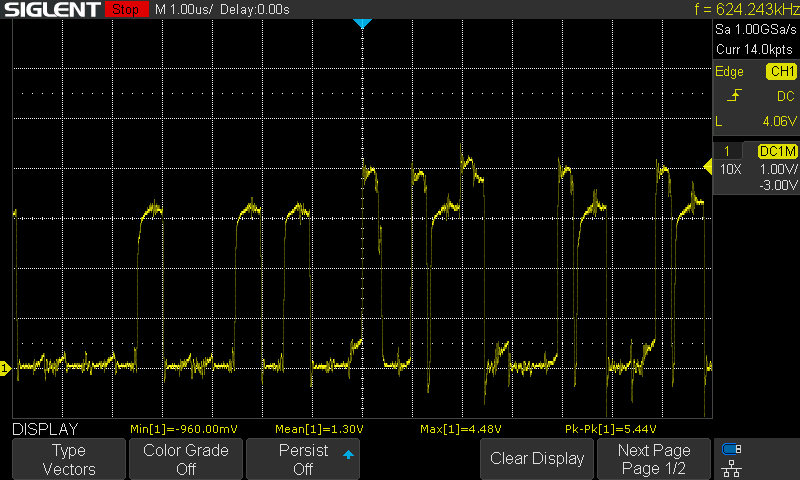 SIGLENT Stop M 1.00us/ Delay:0.00s f = 624.243kHz
Sa 1.00GSa/s
Curr 14.0kpts
Edge CH1
DC
L 4.06V
1 DC1M
10X 1.00V/
-3.00V
1
DISPLAY Min[1]=-960.00mV Mean[1]=1.30V Max[1]=4.48V Pk-Pk[1]=5.44V
Type Color Grade Persist Clear Display Next Page
Vectors Off Off Page 1/2